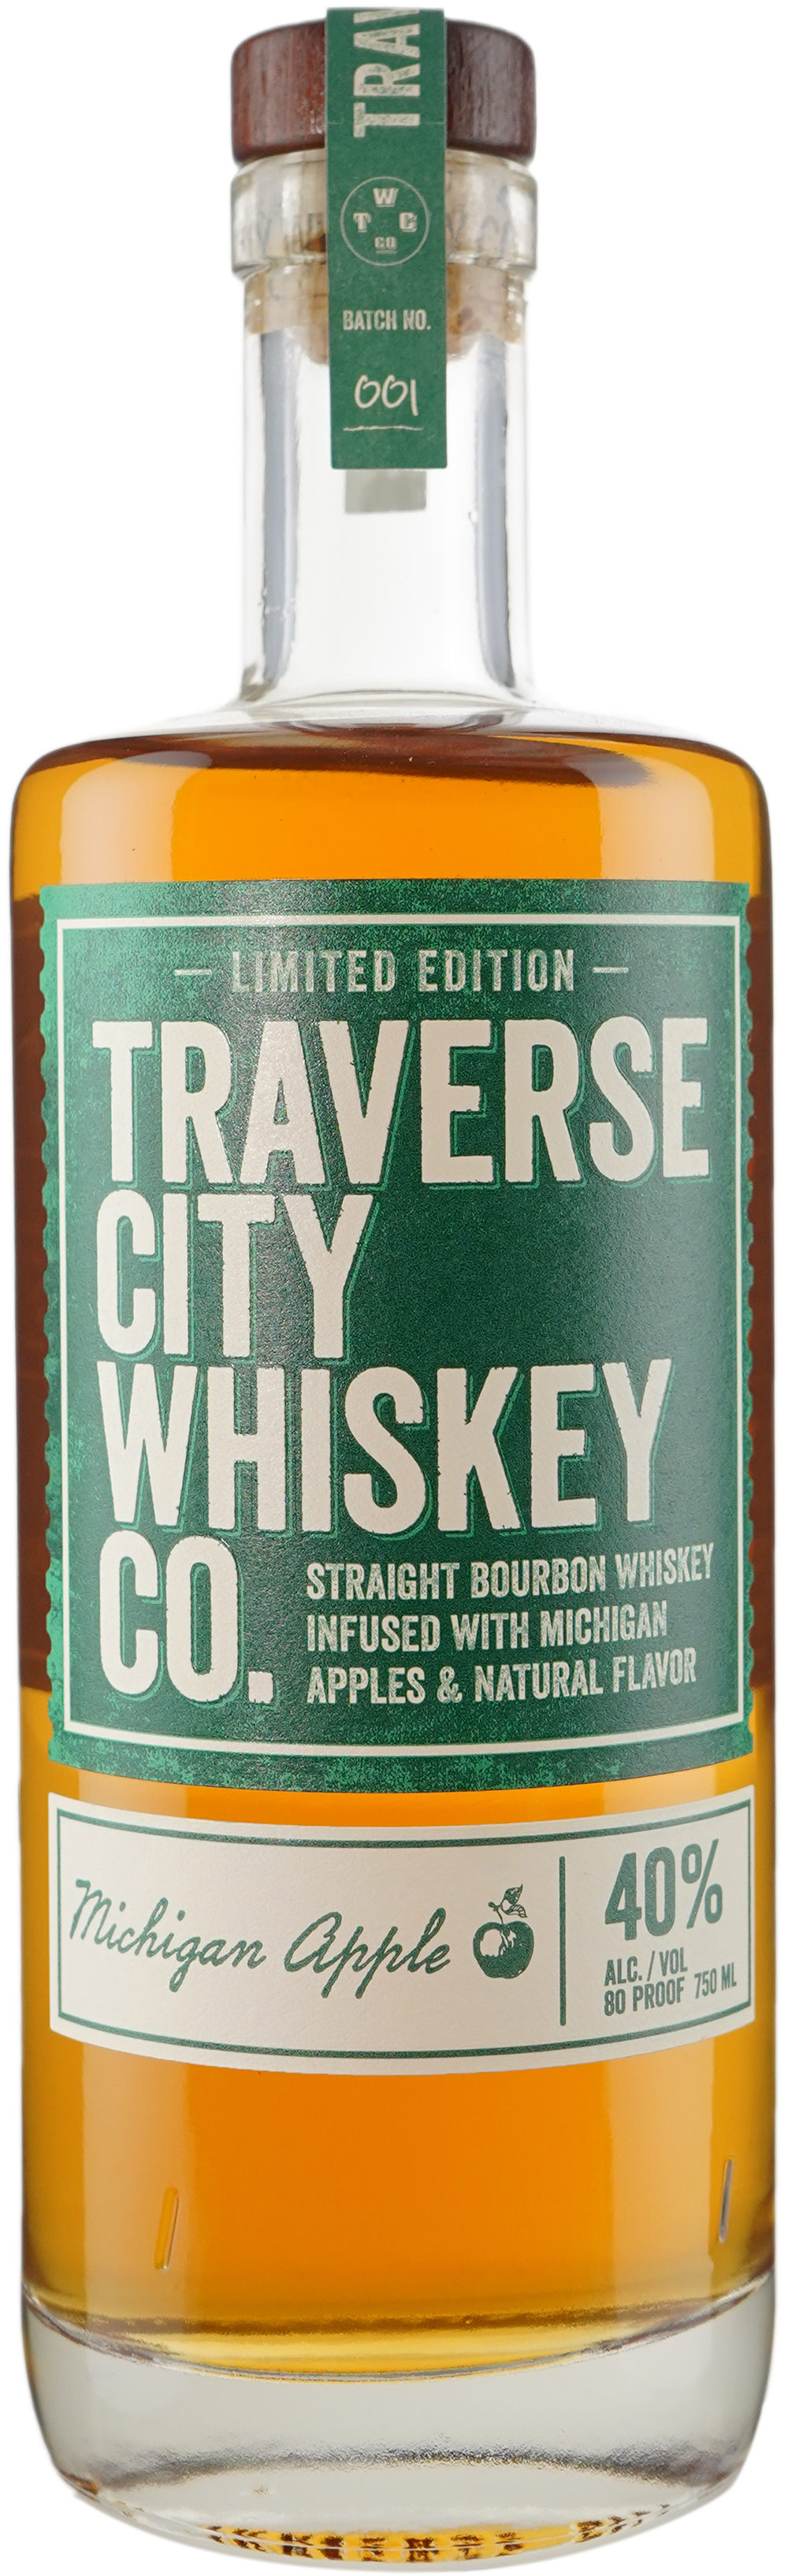 TRAV
W
T C
CO
BATCH NO.
001
— LIMITED EDITION —
TRAVERSE
CITY
WHISKEY
CO.
STRAIGHT BOURBON WHISKEY
INFUSED WITH MICHIGAN
APPLES & NATURAL FLAVOR
Michigan Apple
40%
ALC. / VOL
80 PROOF 750 ML